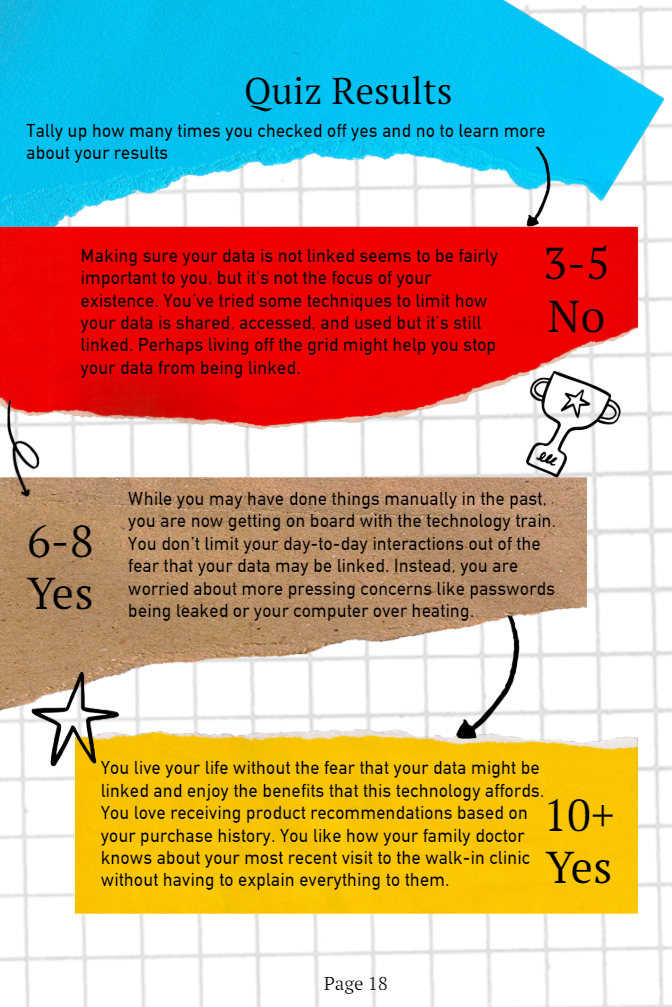 Quiz Results
Tally up how many times you checked off yes and no to learn more
about your results
Making sure your data is not linked seems to be fairly
important to you, but it's not the focus of your
existence. You've tried some techniques to limit how
your data is shared, accessed, and used but it's still
linked. Perhaps living off the grid might help you stop
your data from being linked.
3-5
No
6-8
Yes
While you may have done things manually in the past,
you are now getting on board with the technology train.
You don't limit your day-to-day interactions out of the
fear that your data may be linked. Instead, you are
worried about more pressing concerns like passwords
being leaked or your computer over heating.
You live your life without the fear that your data might be
linked and enjoy the benefits that this technology affords.
You love receiving product recommendations based on
your purchase history. You like how your family doctor
knows about your most recent visit to the walk-in clinic
without having to explain everything to them.
10+
Yes
Page 18